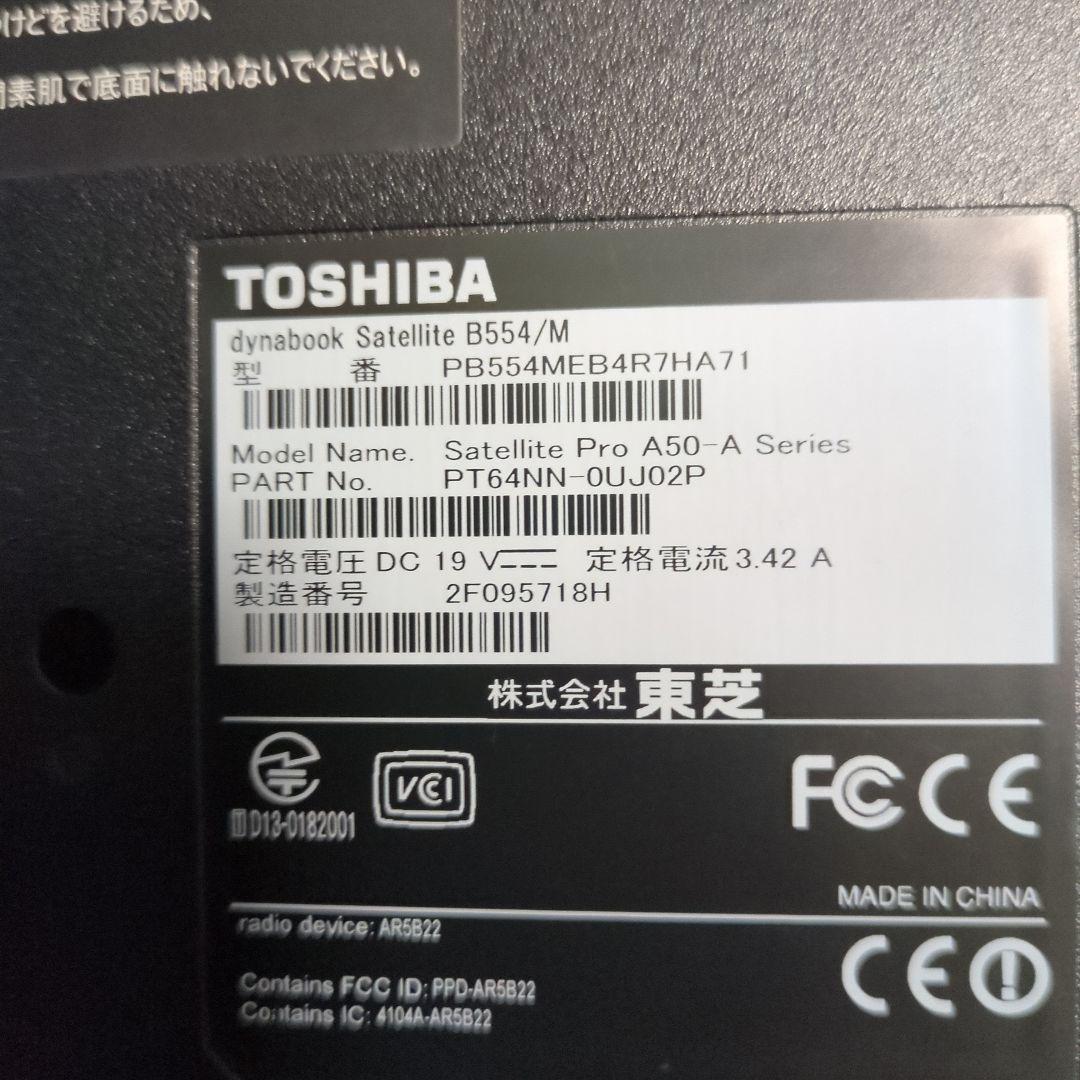 けどを避けるため、
素肌で底面に触れないでください。
TOSHIBA
dynabook Satellite B554/M
型 番 PB554MEB4R7HA71
Model Name. Satellite Pro A50-A Series
PART No. PT64NN-0UJ02P
定格電圧 DC 19 V 定格電流 3.42 A
製造番号 2F095718H
株式会社 東芝
D13-0182001
VCI
FC CE
MADE IN CHINA
radio device: AR5B22
Contains FCC ID: PPD-AR5B22
Contains IC: 4104A-AR5B22
CE